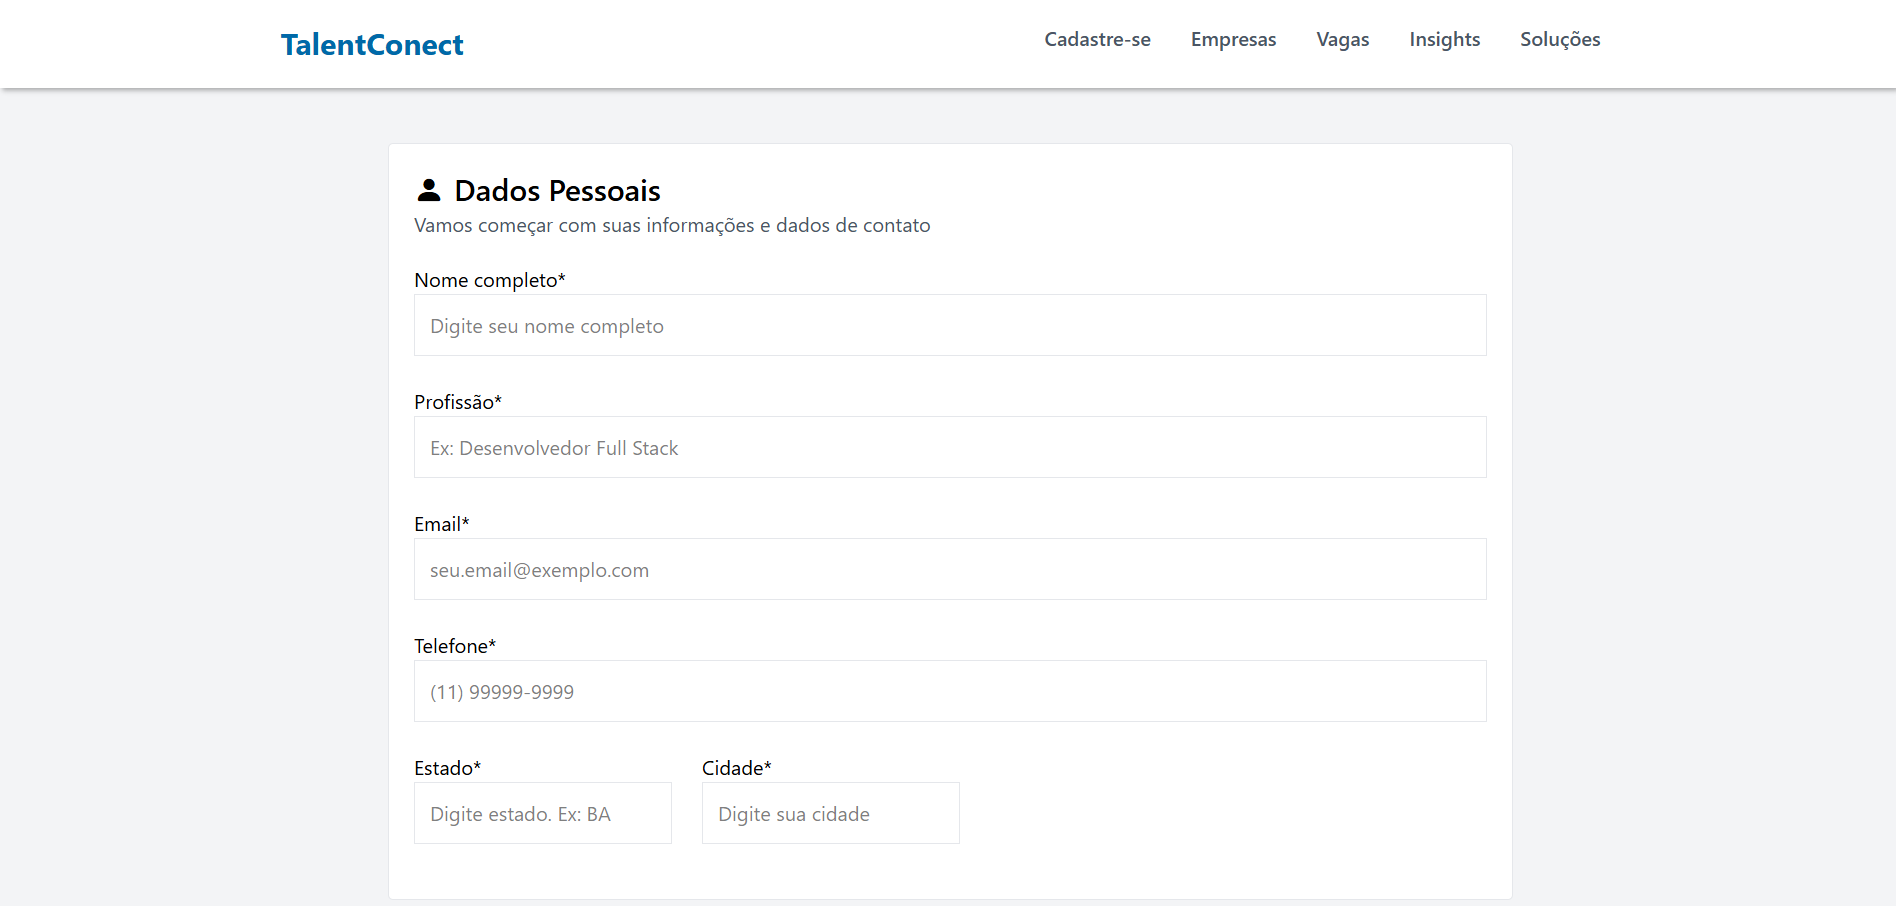 TalentConect
Cadastre-se Empresas Vagas Insights Soluções
Dados Pessoais
Vamos começar com suas informações e dados de contato
Nome completo*
Digite seu nome completo
Profissão*
Ex: Desenvolvedor Full Stack
Email*
seu.email@exemplo.com
Telefone*
(11) 99999-9999
Estado* Cidade*
Digite estado. Ex: BA Digite sua cidade